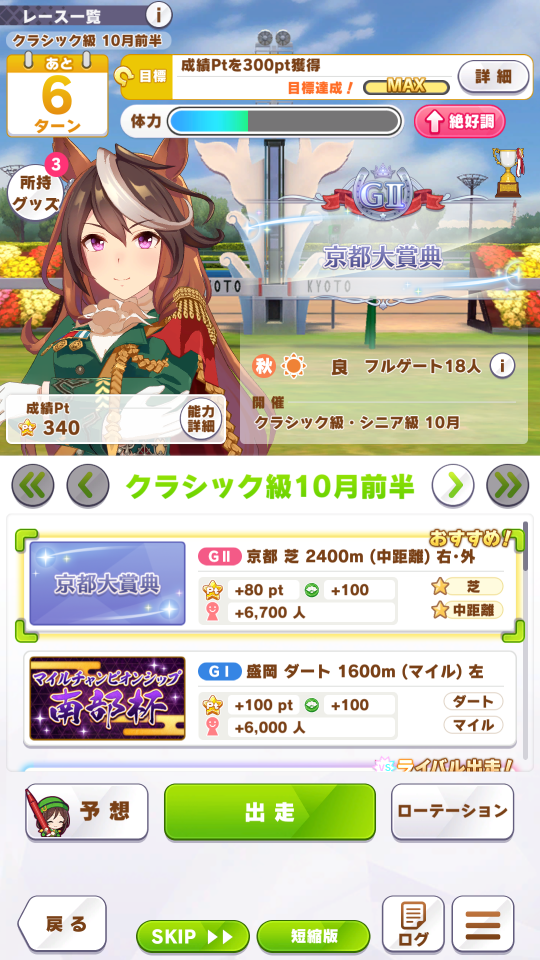 レース一覧
クラシック級 10月前半
あと
6
ターン
目標
成績Ptを300pt獲得
目標達成！
MAX
詳細
体力
絶好調
3
所持
グッズ
GII
京都大賞典
KYOTO
KYOTO
秋
良
フルゲート18人
開催
クラシック級・シニア級 10月
成績Pt
340
能力
詳細
クラシック級10月前半
おすすめ!
京都大賞典
GII 京都 芝 2400m (中距離) 右・外
+80 pt
+100
芝
+6,700 人
中距離
マイルチャンピオンシップ
南部杯
GI 盛岡 ダート 1600m (マイル) 左
+100 pt
+100
ダート
+6,000 人
マイル
VS
ライバル出走!
予想
出走
ローテーション
戻る
SKIP
短縮版
ログ